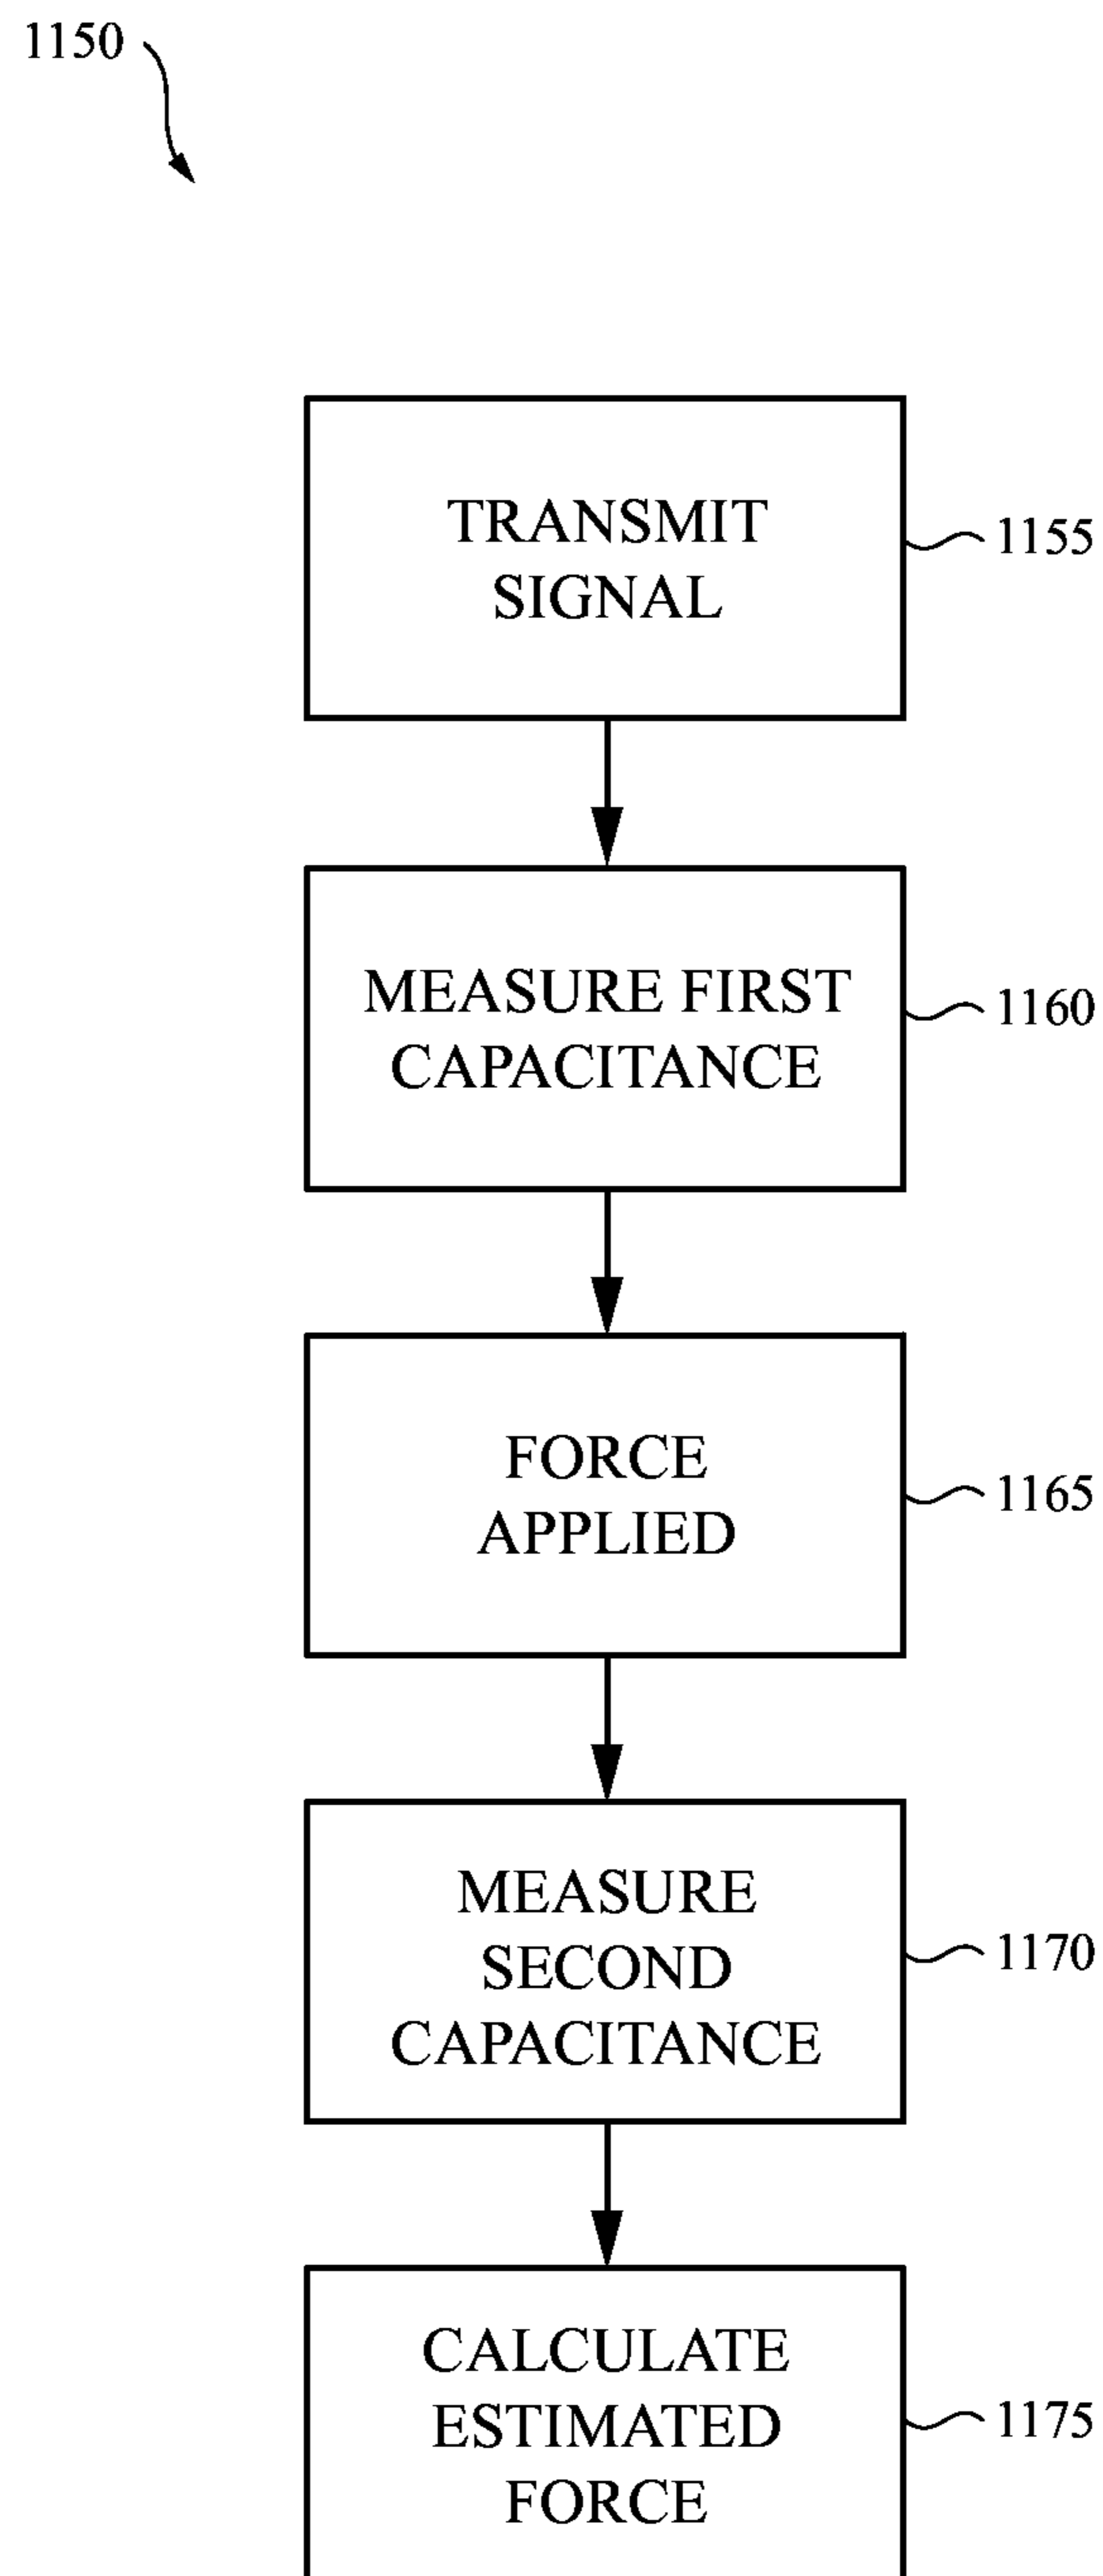 1150
TRANSMIT
SIGNAL
1155
MEASURE FIRST
CAPACITANCE
1160
FORCE
APPLIED
1165
MEASURE
SECOND
CAPACITANCE
1170
CALCULATE
ESTIMATED
FORCE
1175